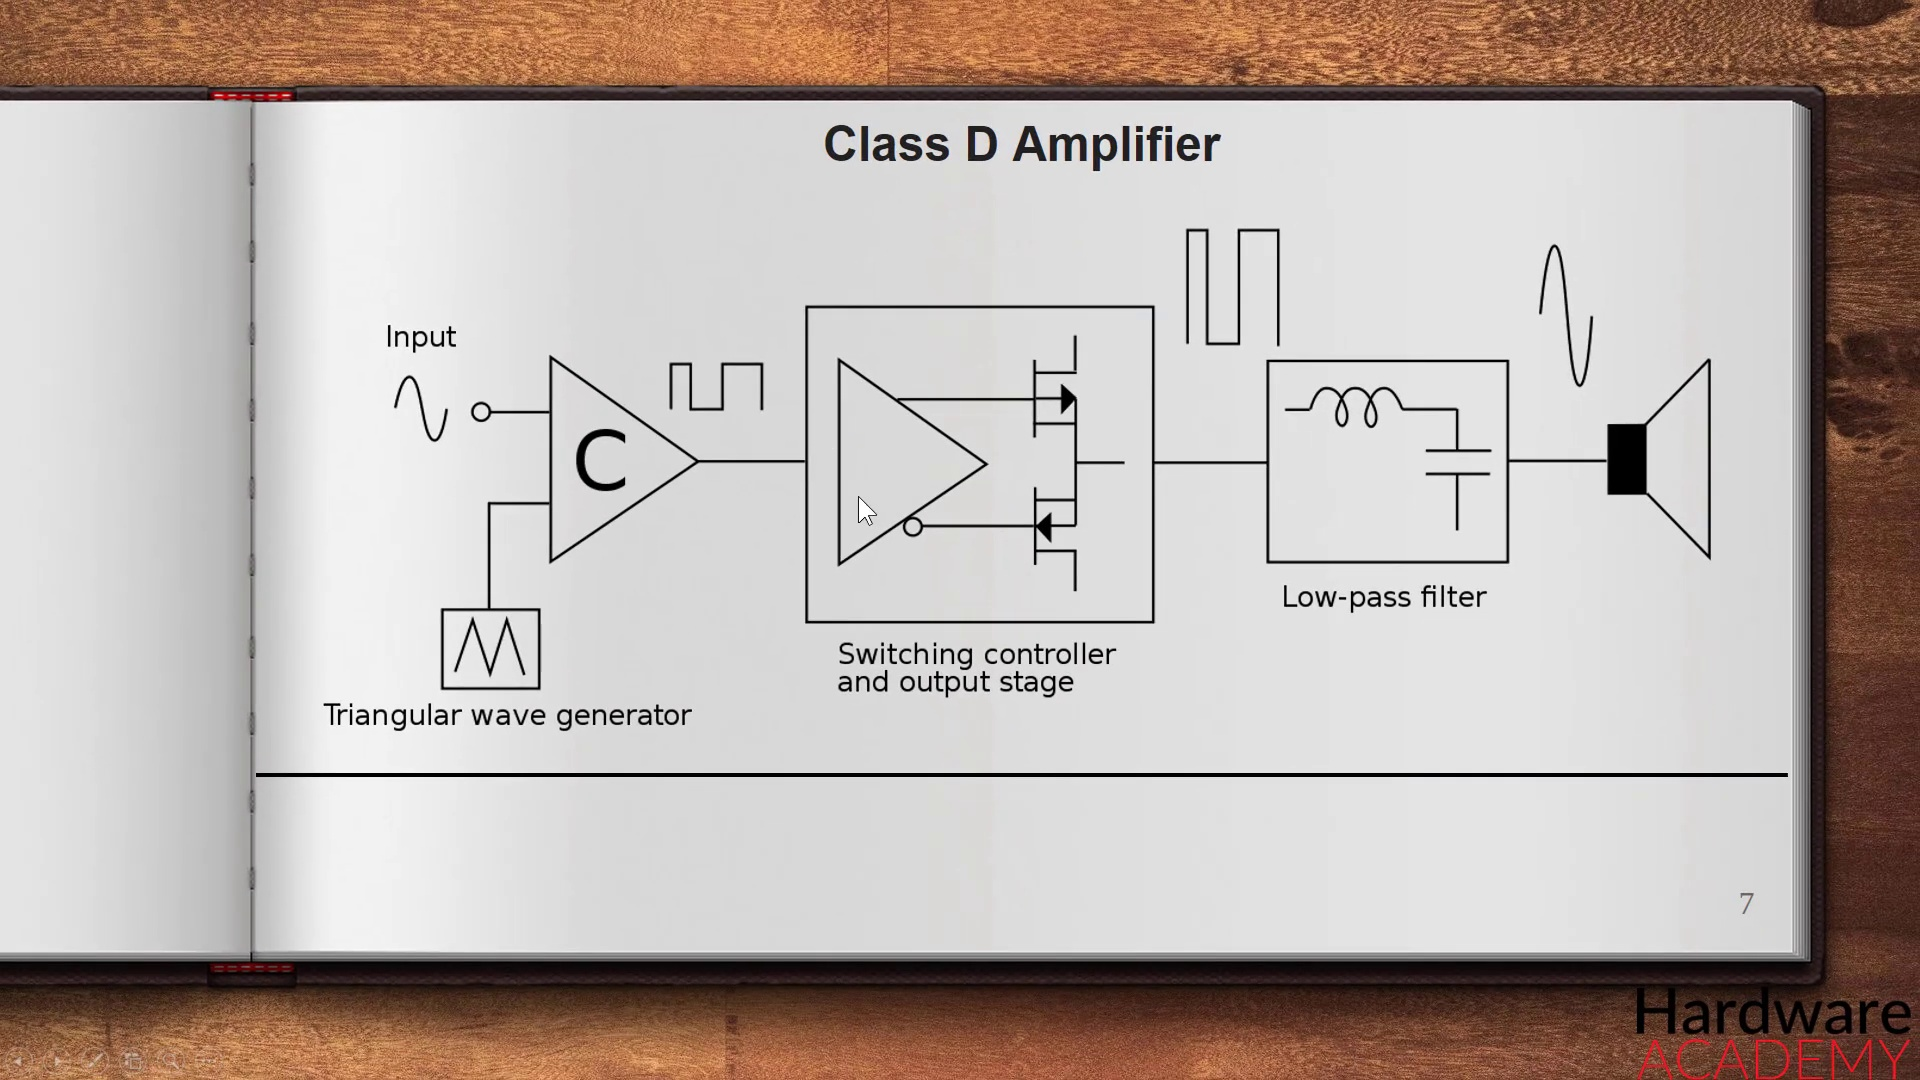 Class D Amplifier
Input
C
Triangular wave generator
Switching controller
and output stage
Low-pass filter
7
Hardware
ACADEMY